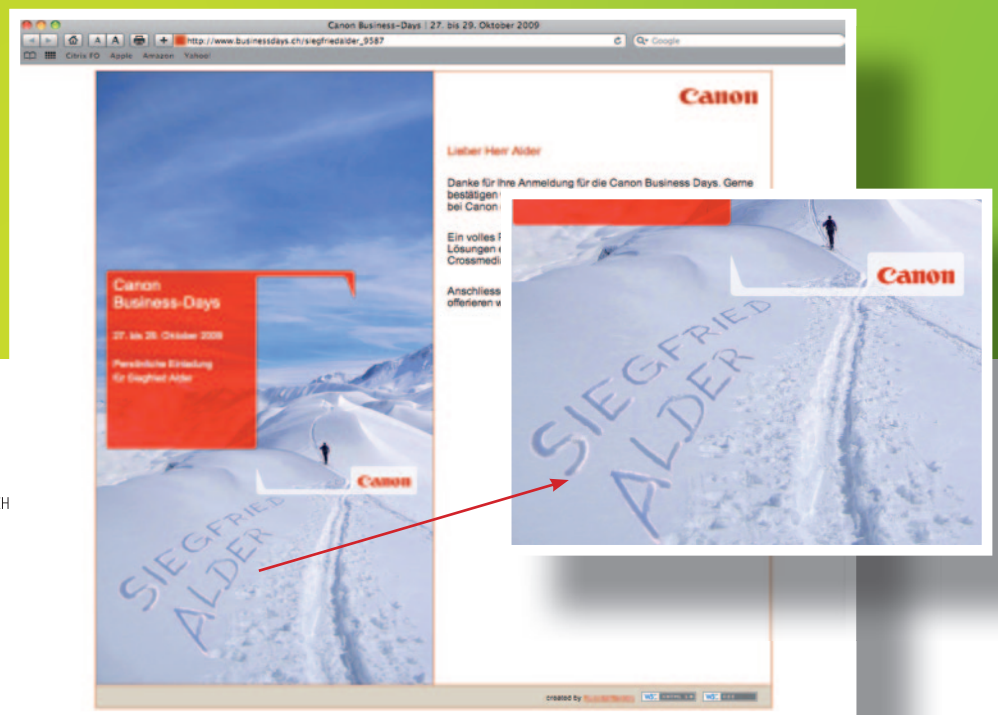 Canon Business-Days | 27. bis 29. Oktober 2009
A A +
http://www.businessdays.ch/siegfriedalder_9587
Google
Citrix FO Apple Amazon Yahoo!
Canon
Lieber Herr Alder
Danke für Ihre Anmeldung für die Canon Business Days. Gerne
bestätigen
bei Canon
Ein volles
Lösungen
Crossmedi
Anschliess
offerieren w
Canon
Business-Days
27. bis 29. Oktober 2009
Persönliche Einladung
für Siegfried Alder
Canon
SIEGFRIED
ALDER
Canon
SIEGFRIED
ALDER
created by